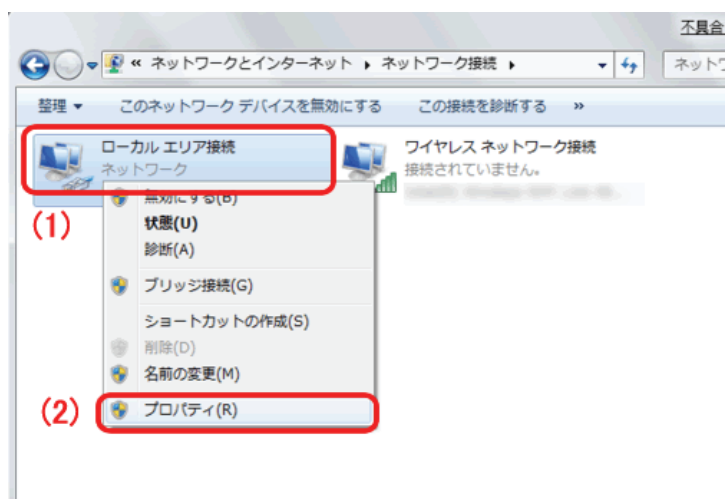 不具合
« ネットワークとインターネット ▸ ネットワーク接続 ▸
ネットワ
整理 ▼ このネットワーク デバイスを無効にする この接続を診断する »
ローカル エリア接続
ネットワーク
ワイヤレス ネットワーク接続
接続されていません。
(1)
無効にする(B)
状態(U)
診断(A)
ブリッジ接続(G)
ショートカットの作成(S)
削除(D)
名前の変更(M)
(2)
プロパティ(R)